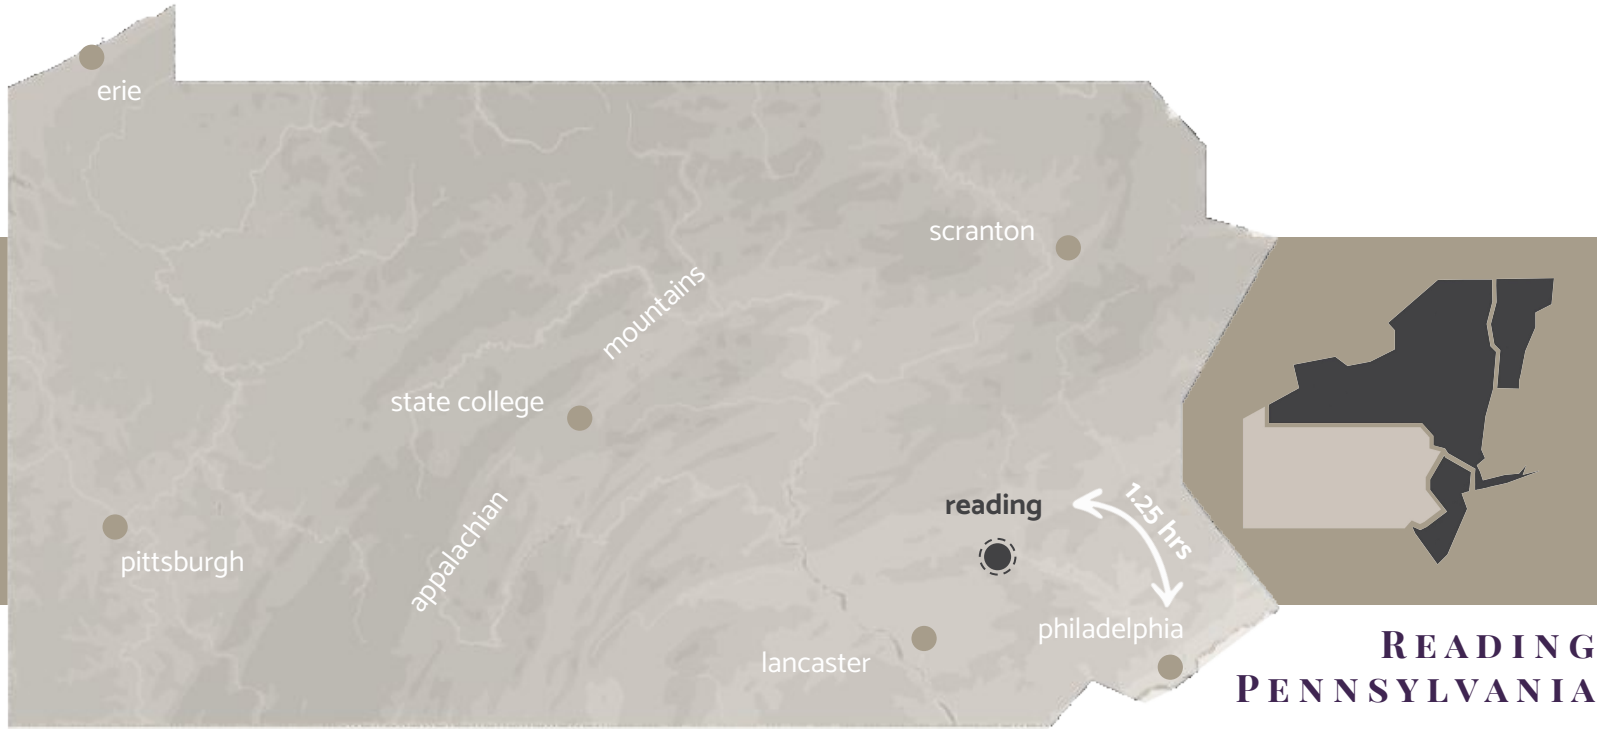 erie
scranton
mountains
state college
reading
1.25 hrs
appalachian
pittsburgh
philadelphia
lancaster
READING
PENNSYLVANIA